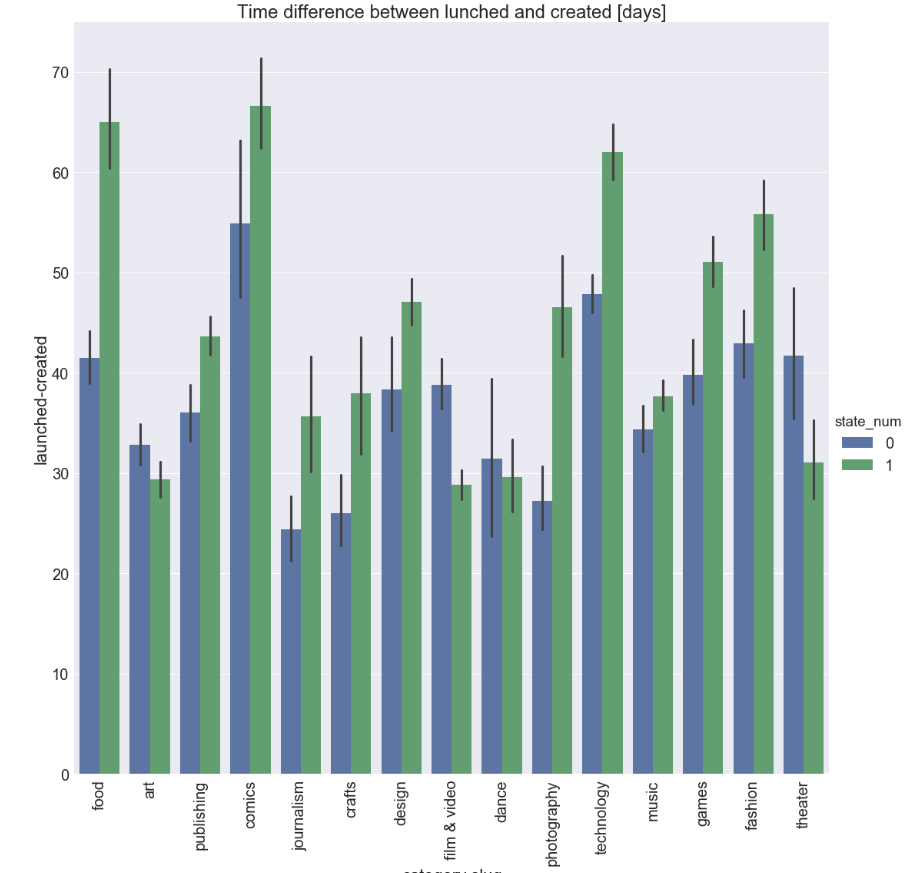 Time difference between lunched and created [days]
launched-created
70
60
50
40
30
20
10
0
food
art
publishing
comics
journalism
crafts
design
film & video
dance
photography
technology
music
games
fashion
theater
state_num
0
1